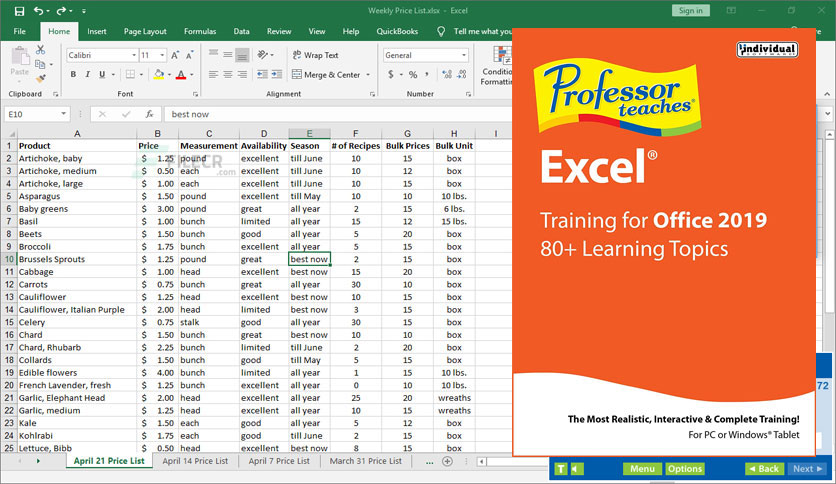 Weekly Price List.xlsx - Excel
Sign in
File Home Insert Draw Page Layout Formulas Data Review View Help QuickBooks Tell me what you
Paste
Calibri 11 Wrap Text General
B I U Merge & Center $ % Conditional
Formatting
Clipboard Font Alignment Number
E10 fx best now
A B C D E F G H I
1 Product Price Measurement Availability Season # of Recipes Bulk Prices Bulk Unit
2 Artichoke, baby $ 1.25 pound excellent till June 10 15 box
3 Artichoke, medium $ 0.50 each excellent till June 10 12 box
4 Artichoke, large $ 1.00 each excellent till June 10 15 box
5 Asparagus $ 1.50 pound excellent till May 10 10 10 lbs.
6 Baby greens $ 3.00 pound great all year 2 15 6 lbs.
7 Basil $ 1.00 bunch limited all year 15 12 15 lbs.
8 Beets $ 1.50 bunch good all year 5 20 box
9 Broccoli $ 1.75 bunch excellent all year 5 15 box
10 Brussels Sprouts $ 1.25 pound great best now 2 15 box
11 Cabbage $ 1.00 head excellent best now 15 20 box
12 Carrots $ 0.75 bunch great all year 30 10 box
13 Cauliflower $ 1.25 head excellent best now 10 15 box
14 Cauliflower, Italian Purple $ 2.00 head limited best now 3 15 box
15 Celery $ 0.75 stalk good all year 30 15 box
16 Chard $ 1.50 bunch great best now 10 10 box
17 Chard, Rhubarb $ 2.25 bunch limited till June 2 20 box
18 Collards $ 1.50 bunch good till May 5 15 box
19 Edible flowers $ 4.00 bunch limited all year 1 15 10 lbs.
20 French Lavender, fresh $ 1.25 bunch excellent all year 0 10 10 lbs.
21 Garlic, Elephant Head $ 2.00 head excellent all year 25 20 wreaths
22 Garlic, medium $ 1.25 head excellent all year 10 15 wreaths
23 Kale $ 1.50 each good all year 5 12 box
24 Kohlrabi $ 1.75 each good till June 2 15 box
25 Lettuce, Bibb $ 0.50 head excellent best now 8 15 box
FILECR
.com
April 21 Price List April 14 Price List April 7 Price List March 31 Price List ...
individual
SOFTWARE
Professor
teaches®
Excel®
Training for Office 2019
80+ Learning Topics
The Most Realistic, Interactive & Complete Training!
For PC or Windows® Tablet
72
T Menu Options Back Next